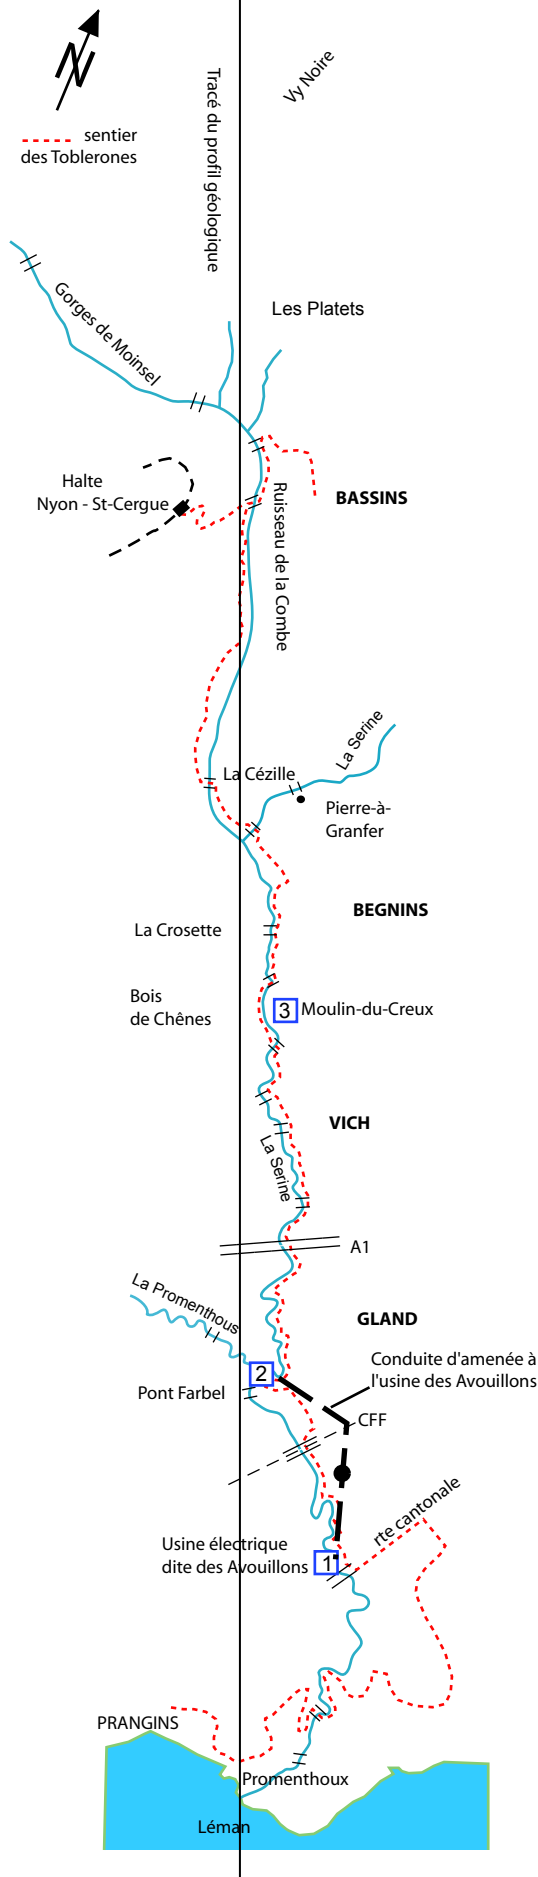 N
Vy Noire
Tracé du profil géologique
sentier
des Toblerones
Gorges de Moinsel
Les Platets
Halte
Nyon - St-Cergue
BASSINS
Ruisseau de la Combe
La Serine
La Cézille
Pierre-à-
Granfer
BEGNINS
La Crosette
Bois
de Chênes
3
Moulin-du-Creux
VICH
La Serine
A1
La Promenthous
GLAND
2
Conduite d'amenée à
l'usine des Avouillons
Pont Farbel
CFF
rte cantonale
Usine électrique
dite des Avouillons
1
PRANGINS
Promenthoux
Léman